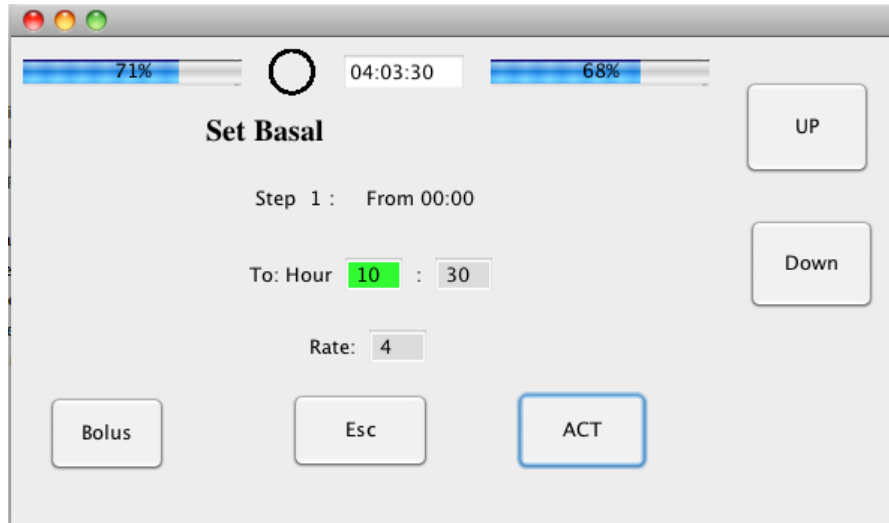 71% 04:03:30 68%
UP
Set Basal
Step 1 : From 00:00
To: Hour 10 : 30
Down
Rate: 4
Bolus Esc ACT